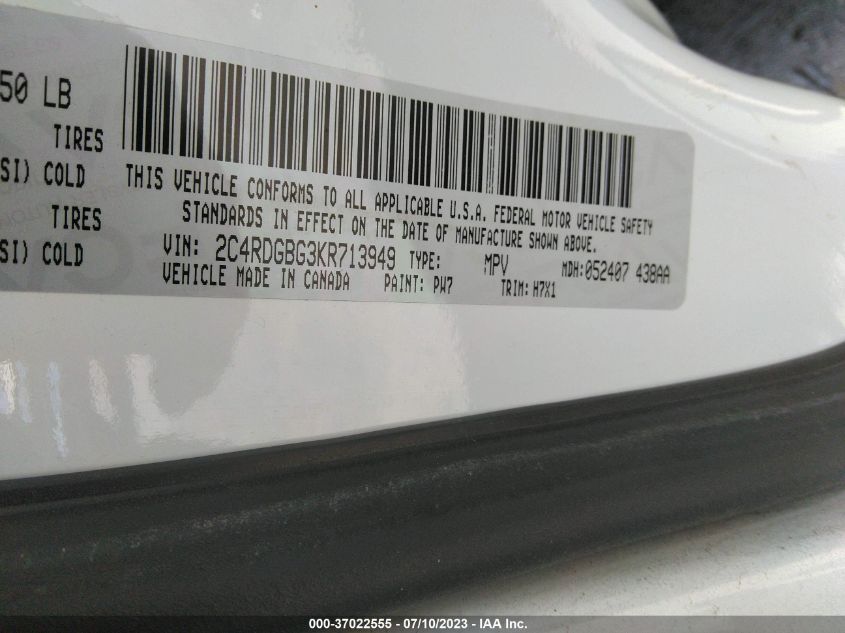 50 LB
TIRES
SI) COLD
TIRES
SI) COLD
THIS VEHICLE CONFORMS TO ALL APPLICABLE U.S.A. FEDERAL MOTOR VEHICLE SAFETY
STANDARDS IN EFFECT ON THE DATE OF MANUFACTURE SHOWN ABOVE.
VIN: 2C4RDGBG3KR713949 TYPE: MPV MDH:052407 438AA
VEHICLE MADE IN CANADA PAINT: PW7 TRIM: H7X1
000-37022555 - 07/10/2023 - IAA Inc.